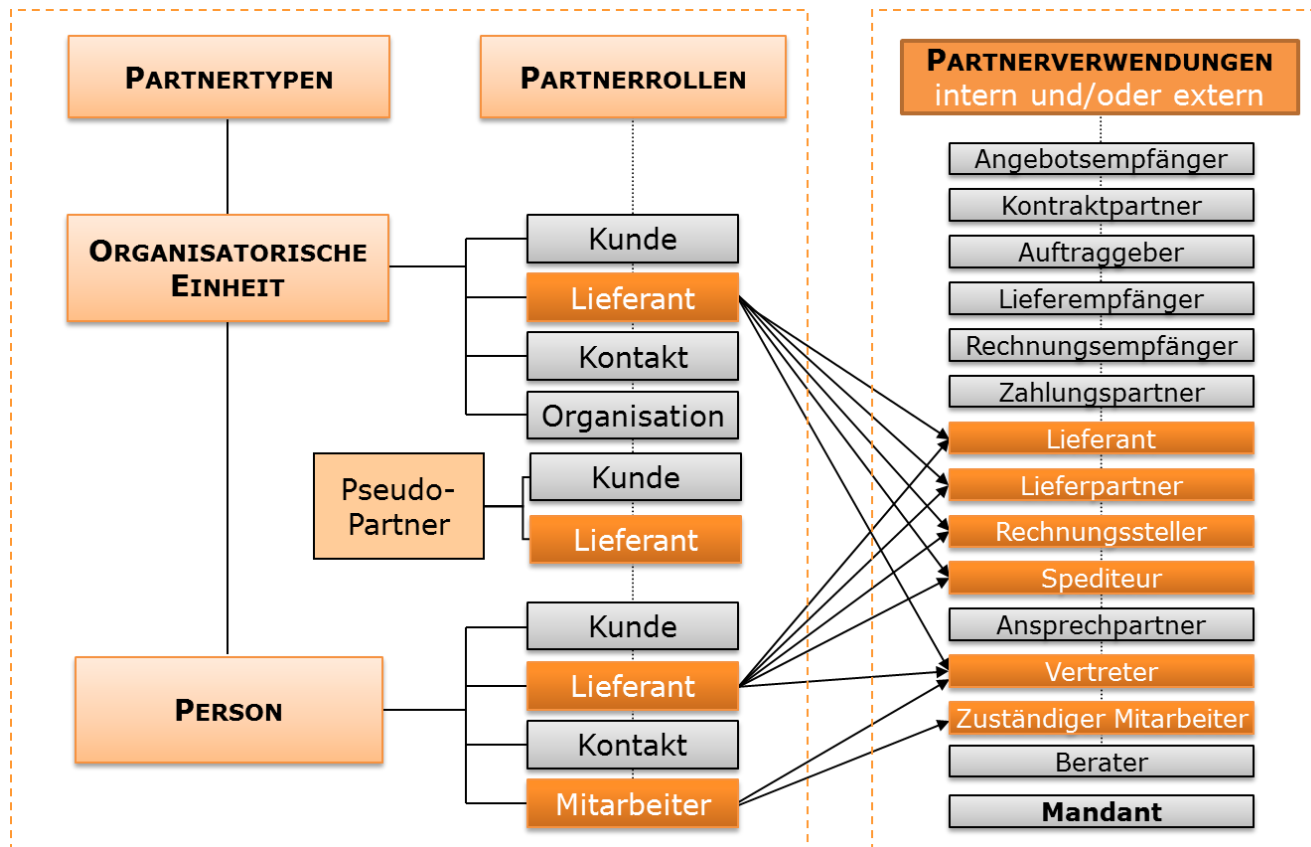 PARTNERTYPEN
PARTNERROLLEN
ORGANISATORISCHE
EINHEIT
Kunde
Lieferant
Kontakt
Organisation
Pseudo-
Partner
Kunde
Lieferant
PERSON
Kunde
Lieferant
Kontakt
Mitarbeiter
PARTNERVERWENDUNGEN
intern und/oder extern
Angebotsempfänger
Kontraktpartner
Auftraggeber
Lieferempfänger
Rechnungsempfänger
Zahlungspartner
Lieferant
Lieferpartner
Rechnungssteller
Spediteur
Ansprechpartner
Vertreter
Zuständiger Mitarbeiter
Berater
Mandant